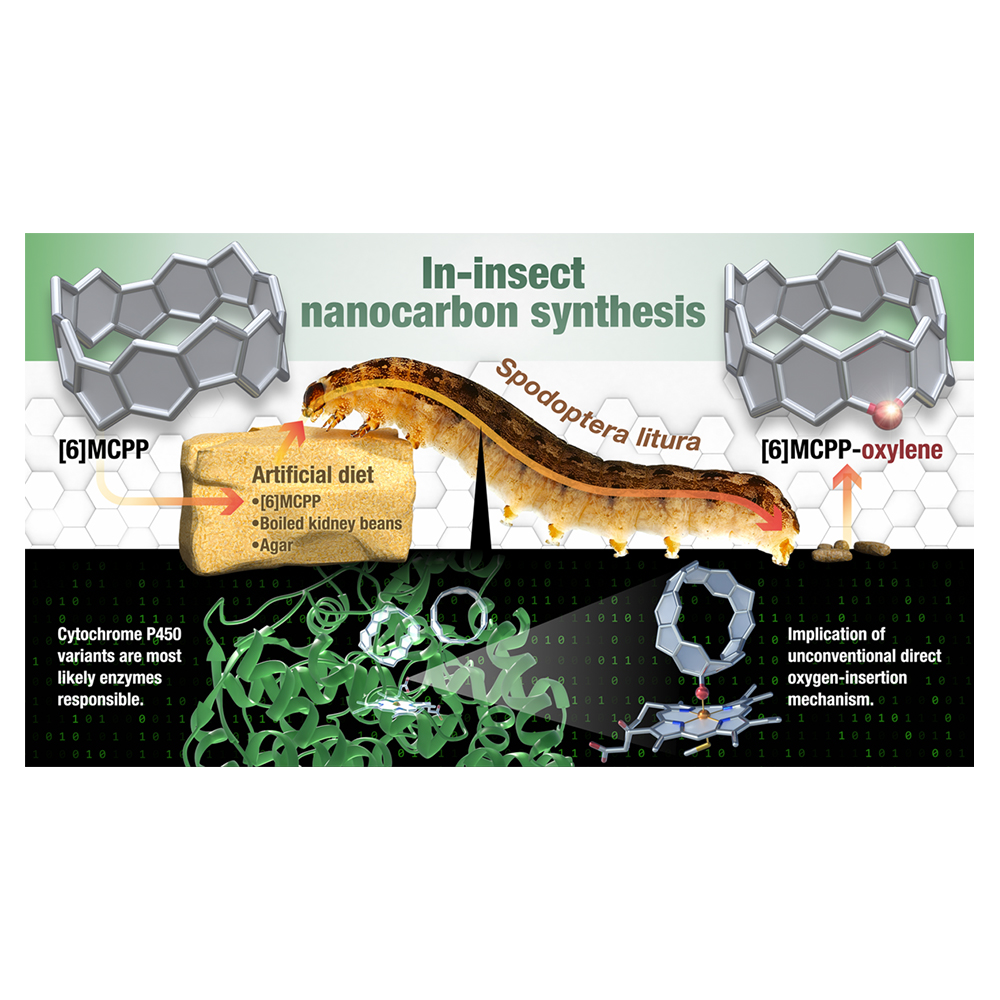 In-insect
nanocarbon synthesis
Spodoptera litura
[6]MCPP
[6]MCPP-oxylene
Artificial diet
•[6]MCPP
•Boiled kidney beans
•Agar
Cytochrome P450
variants are most
likely enzymes
responsible.
Implication of
unconventional direct
oxygen-insertion
mechanism.